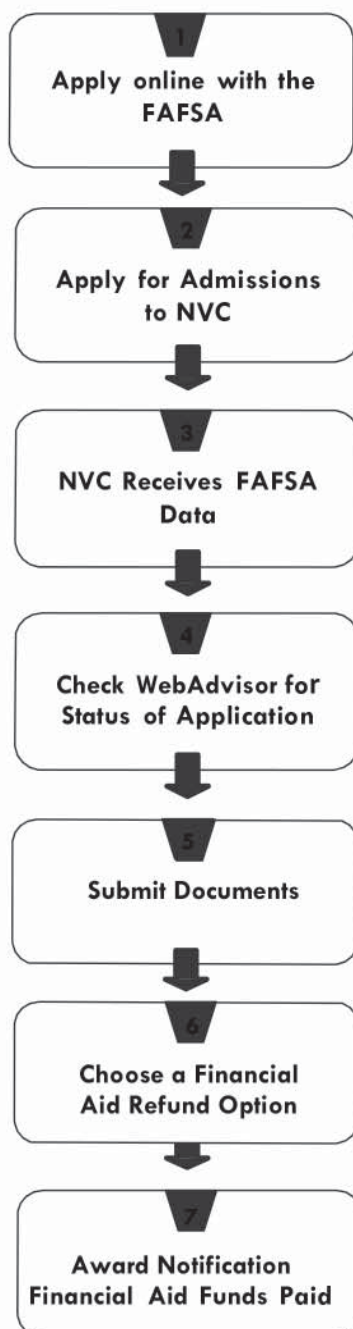 1
Apply online with the
FAFSA
2
Apply for Admissions
to NVC
3
NVC Receives FAFSA
Data
4
Check WebAdvisor for
Status of Application
5
Submit Documents
6
Choose a Financial
Aid Refund Option
7
Award Notification
Financial Aid Funds Paid